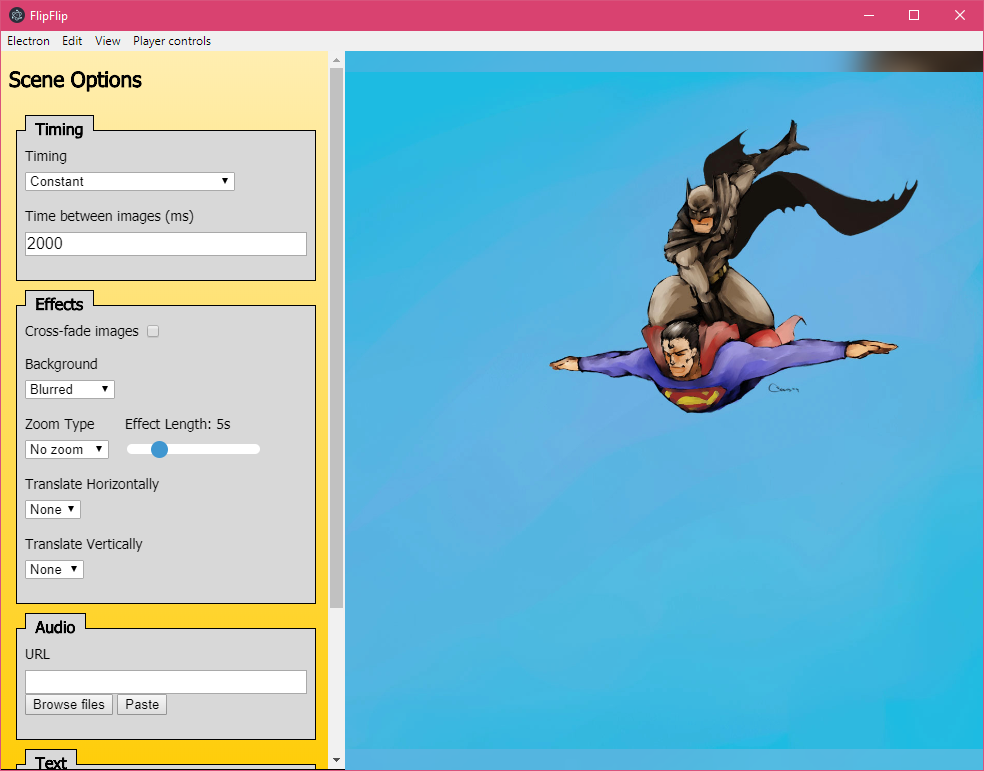 FlipFlip
Electron Edit View Player controls
Scene Options
Timing
Timing
Constant
Time between images (ms)
2000
Effects
Cross-fade images
Background
Blurred
Zoom Type Effect Length: 5s
No zoom
Translate Horizontally
None
Translate Vertically
None
Audio
URL
Browse files Paste
Text
S